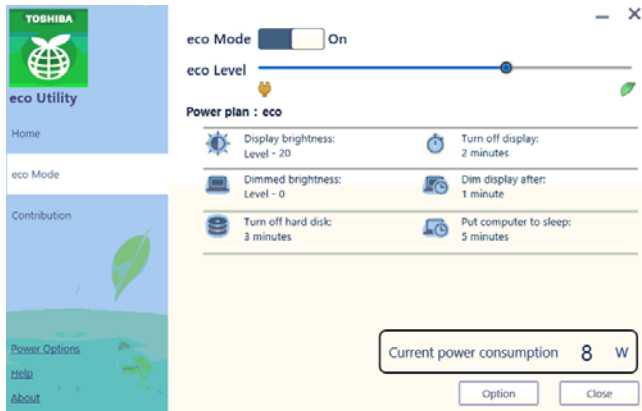 TOSHIBA
eco Utility
Home
eco Mode
Contribution
Power Options
Help
About
eco Mode On
eco Level
Power plan : eco
Display brightness:
Level - 20
Turn off display:
2 minutes
Dimmed brightness:
Level - 0
Dim display after:
1 minute
Turn off hard disk:
3 minutes
Put computer to sleep:
5 minutes
Current power consumption 8 W
Option
Close